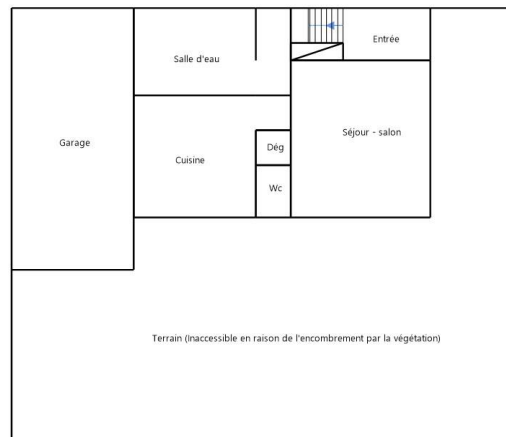 Entrée
Salle d'eau
Séjour - salon
Garage
Dég
Cuisine
Wc
Terrain (Inaccessible en raison de l'encombrement par la végétation)